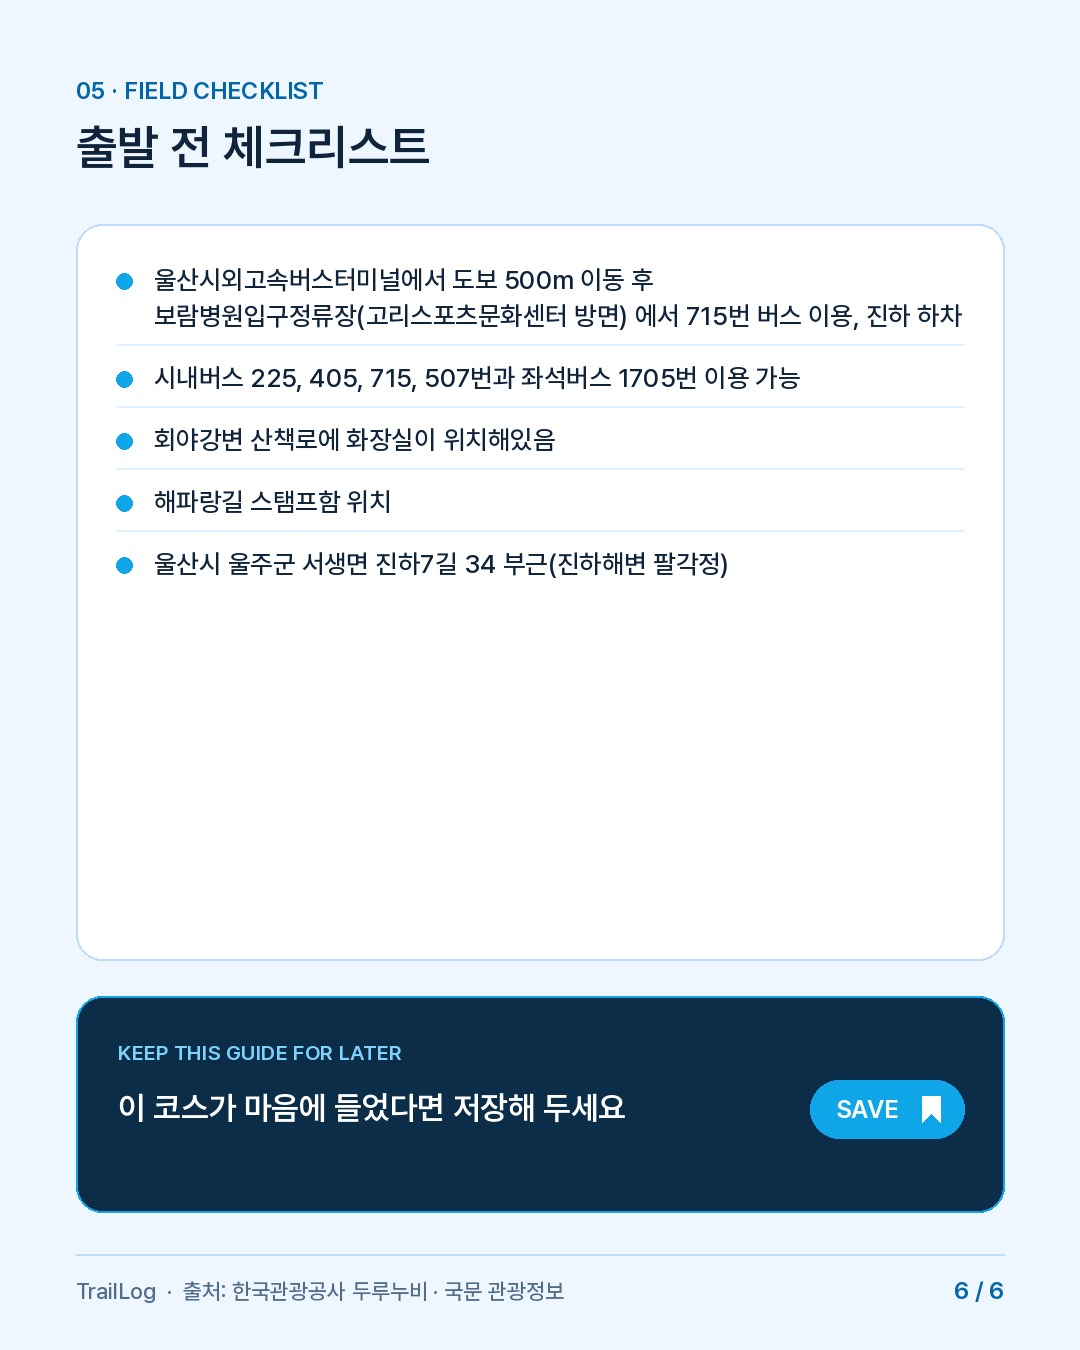 05 · FIELD CHECKLIST
출발 전 체크리스트
울산시외고속버스터미널에서 도보 500m 이동 후
보람병원입구정류장(고리스포츠문화센터 방면) 에서 715번 버스 이용, 진하 하차
시내버스 225, 405, 715, 507번과 좌석버스 1705번 이용 가능
회야강변 산책로에 화장실이 위치해있음
해파랑길 스탬프함 위치
울산시 울주군 서생면 진하7길 34 부근(진하해변 팔각정)
KEEP THIS GUIDE FOR LATER
이 코스가 마음에 들었다면 저장해 두세요
SAVE
TrailLog · 출처: 한국관광공사 두루누비 · 국문 관광정보
6 / 6